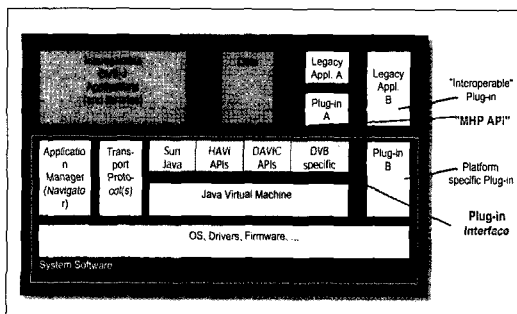 Legacy
Appl. A
Plug-in
A
Legacy
Appl.
B
"Interoperable"
Plug-in
"MHP API"
Applicatio
n
Manager
(Navigato
r)
Trans-
port
Proto-
col(s)
Sun
Java
HAVi
APIs
DAVIC
APIs
DVB
specific
Java Virtual Machine
Plug-in
B
Platform
specific Plug-in
Plug-in
Interface
OS, Drivers, Firmware, ...
System Software